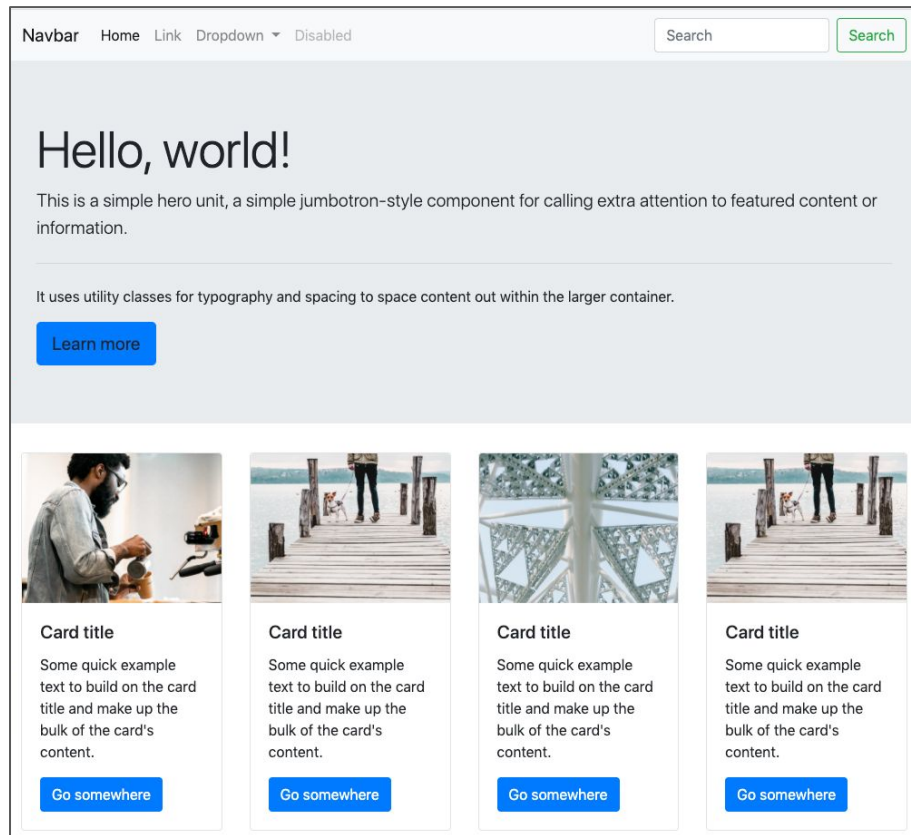 Navbar Home Link Dropdown Disabled Search Search
Hello, world!
This is a simple hero unit, a simple jumbotron-style component for calling extra attention to featured content or
information.
It uses utility classes for typography and spacing to space content out within the larger container.
Learn more
Card title
Some quick example
text to build on the card
title and make up the
bulk of the card's
content.
Go somewhere
Card title
Some quick example
text to build on the card
title and make up the
bulk of the card's
content.
Go somewhere
Card title
Some quick example
text to build on the card
title and make up the
bulk of the card's
content.
Go somewhere
Card title
Some quick example
text to build on the card
title and make up the
bulk of the card's
content.
Go somewhere